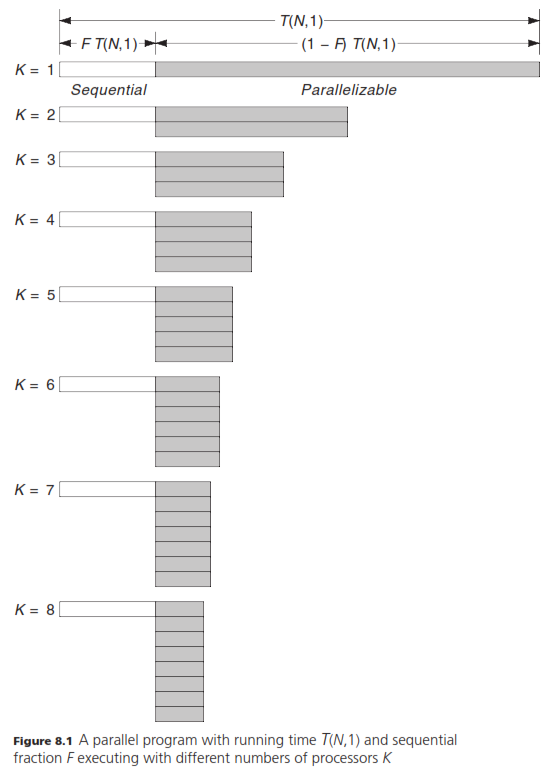 T(N,1)
F T(N,1)
(1 – F) T(N,1)
K = 1
Sequential
Parallelizable
K = 2
K = 3
K = 4
K = 5
K = 6
K = 7
K = 8
Figure 8.1 A parallel program with running time T(N,1) and sequential
fraction F executing with different numbers of processors K